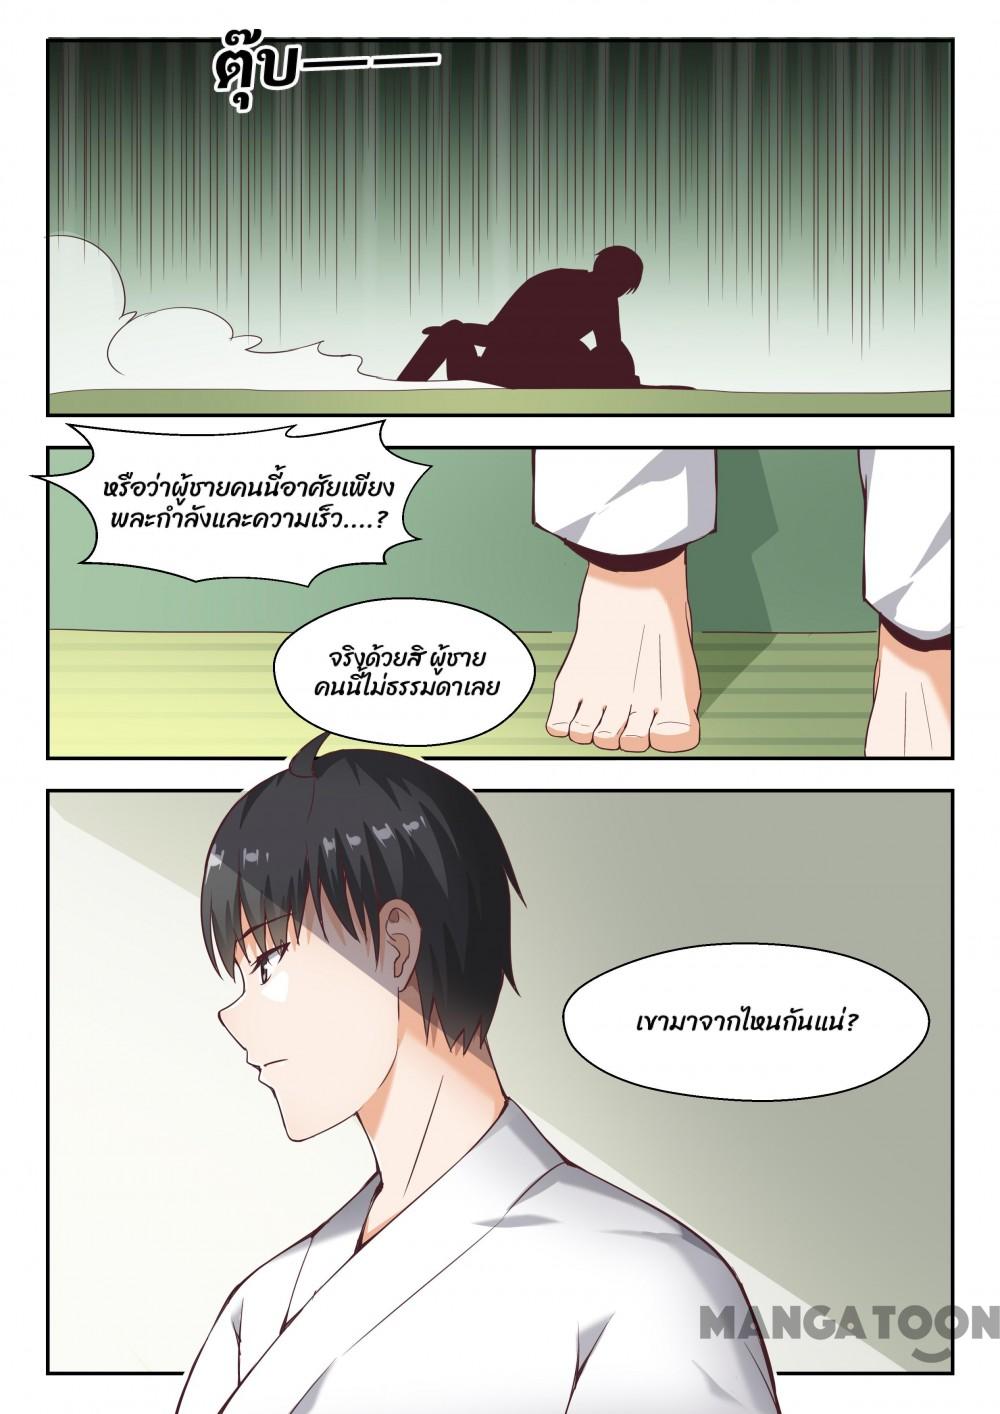 ตุ๊บ——
หรือว่าผู้ชายคนนี้อาศัยเพียง
พละกำลังและความเร็ว....?
จริงด้วยสิ ผู้ชาย
คนนี้ไม่ธรรมดาเลย
เขามาจากไหนกันแน่?
MANGATOON